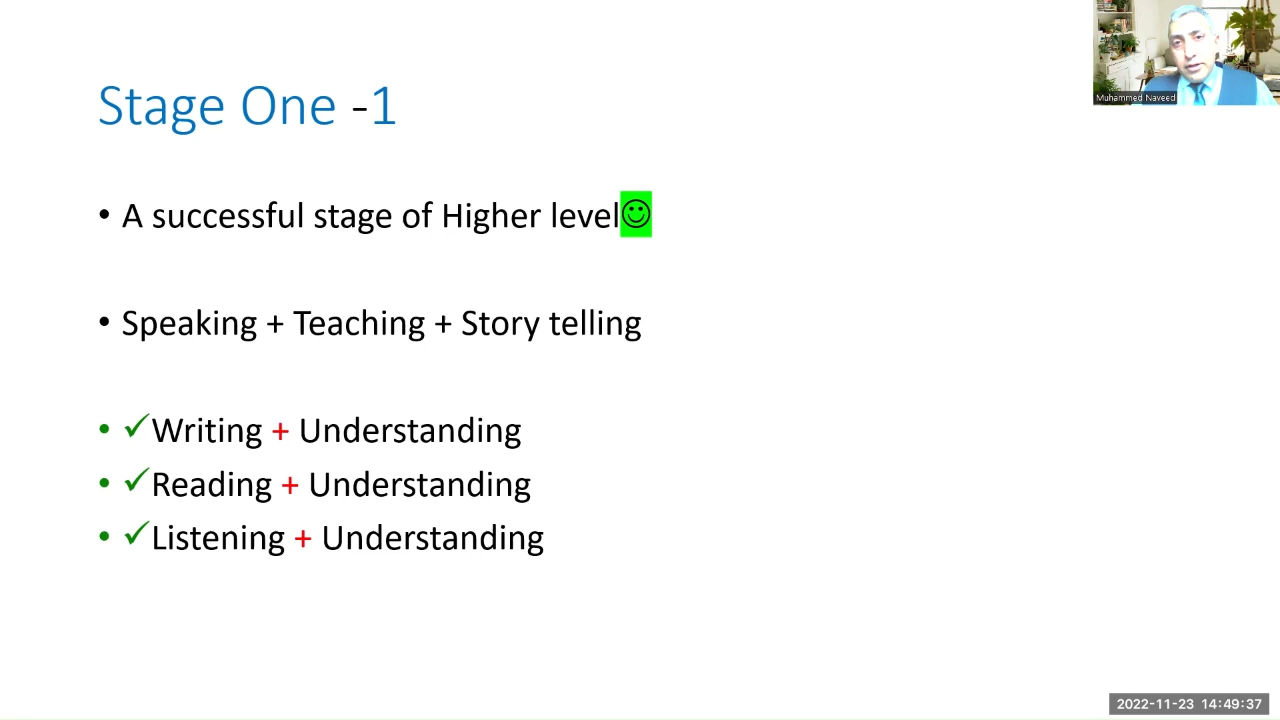 Stage One -1
• A successful stage of Higher level☺
• Speaking + Teaching + Story telling
• ✓Writing + Understanding
• ✓Reading + Understanding
• ✓Listening + Understanding
Muhammed Naveed
2022-11-23 14:49:37